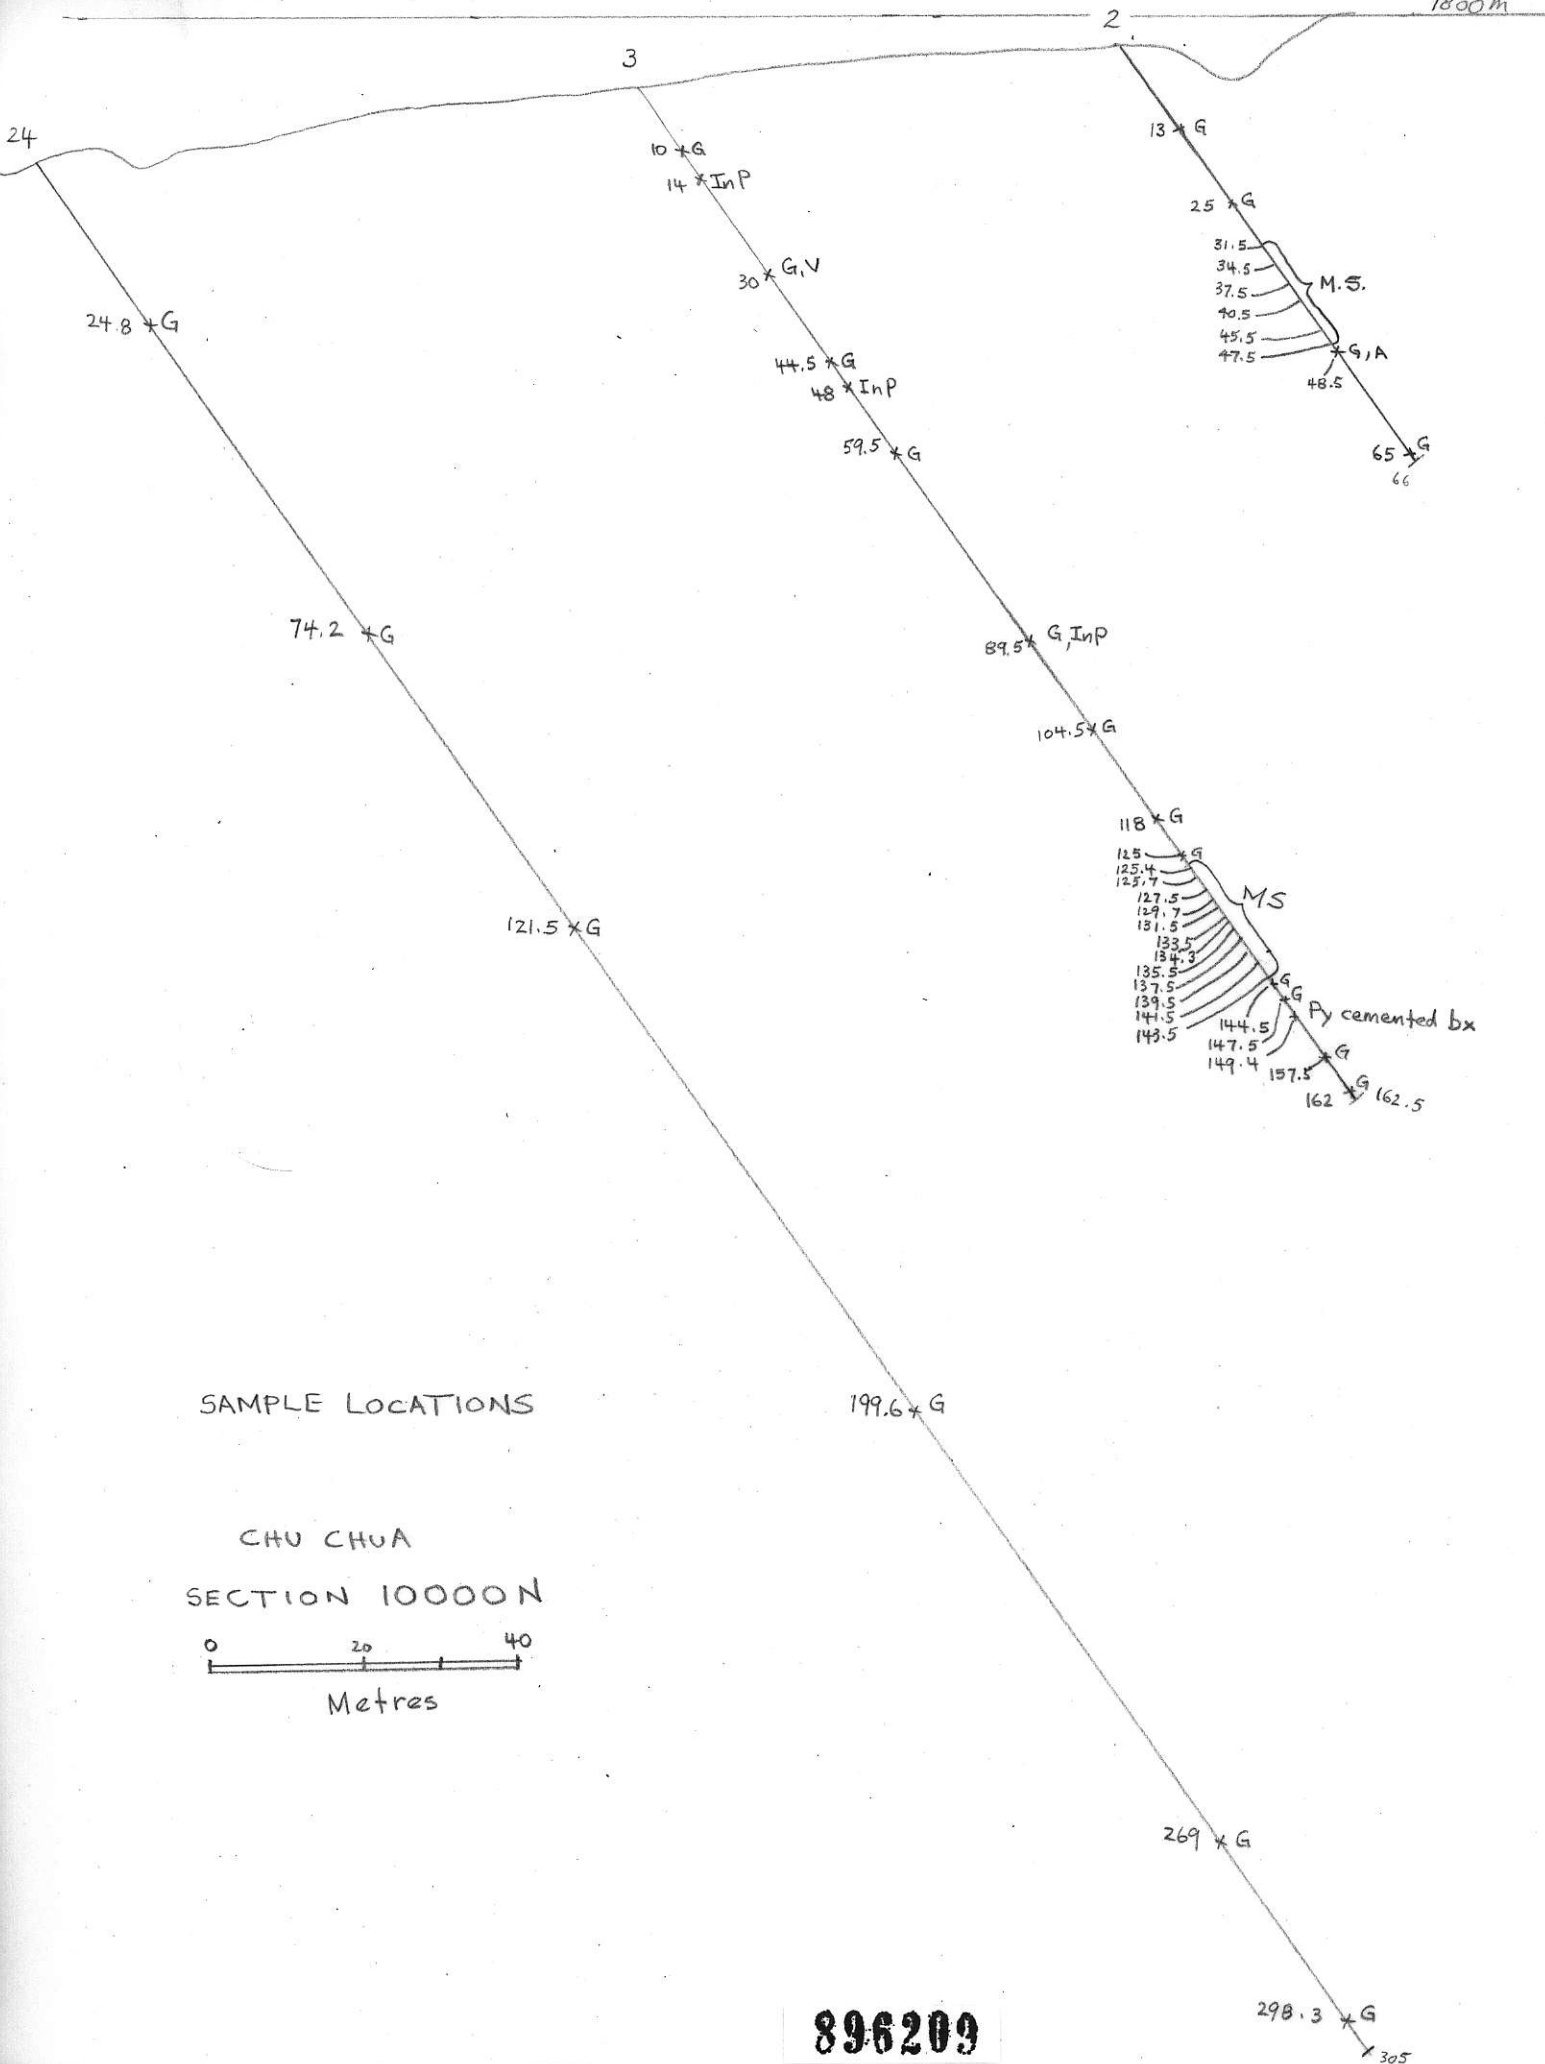 1800m
2
3
24
13 G
10 G
14 InP
25 G
31.5
34.5
37.5
40.5
45.5
47.5
M.S.
G,A
48.5
30 G,V
24.8 G
44.5 G
48 InP
59.5 G
65 G
66
74.2 G
89.5 G,InP
104.5 G
118 G
125 G
125.4
125.7
127.5
129.7
131.5
133.5
134.3
135.5
137.5
139.5
141.5
143.5
MS
G
G
144.5
147.5
149.4
Py cemented bx
157.5 G
162 G 162.5
121.5 G
199.6 G
SAMPLE LOCATIONS
CHU CHUA
SECTION 10000N
0 20 40
Metres
269 G
298.3 G
305
896209